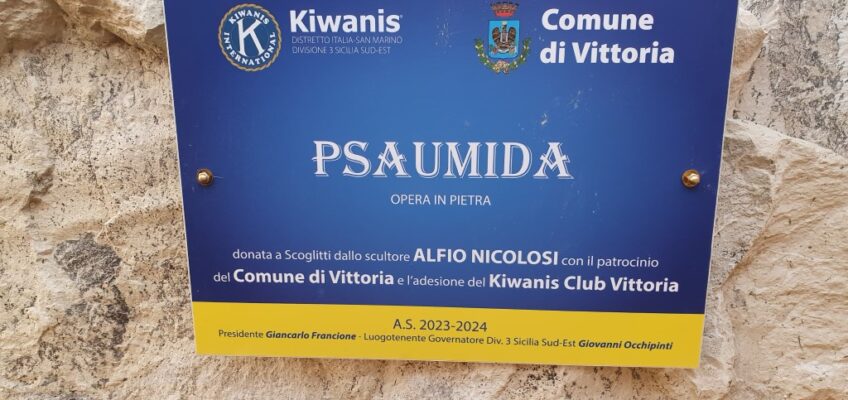 KIWANIS
K
INTERNATIONAL
Kiwanis
DISTRETTO ITALIA-SAN MARINO
DIVISIONE 3 SICILIA SUD-EST
Comune
di Vittoria
PSAUMIDA
OPERA IN PIETRA
donata a Scoglitti dallo scultore ALFIO NICOLOSI con il patrocinio
del Comune di Vittoria e l'adesione del Kiwanis Club Vittoria
A.S. 2023-2024
Presidente Giancarlo Francione - Luogotenente Governatore Div. 3 Sicilia Sud-Est Giovanni Occhipinti